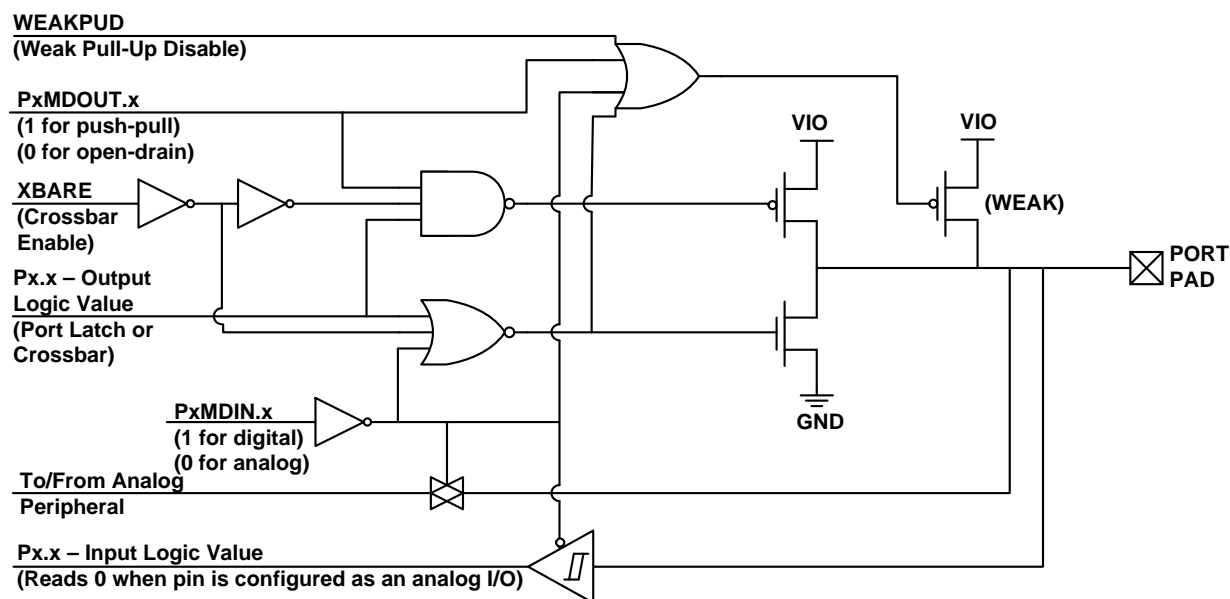 WEAKPUD
(Weak Pull-Up Disable)
PxMDOUT.x
(1 for push-pull)
(0 for open-drain)
XBARE
(Crossbar
Enable)
Px.x – Output
Logic Value
(Port Latch or
Crossbar)
PxMDIN.x
(1 for digital)
(0 for analog)
To/From Analog
Peripheral
Px.x – Input Logic Value
(Reads 0 when pin is configured as an analog I/O)
VIO
VIO
(WEAK)
GND
PORT
PAD